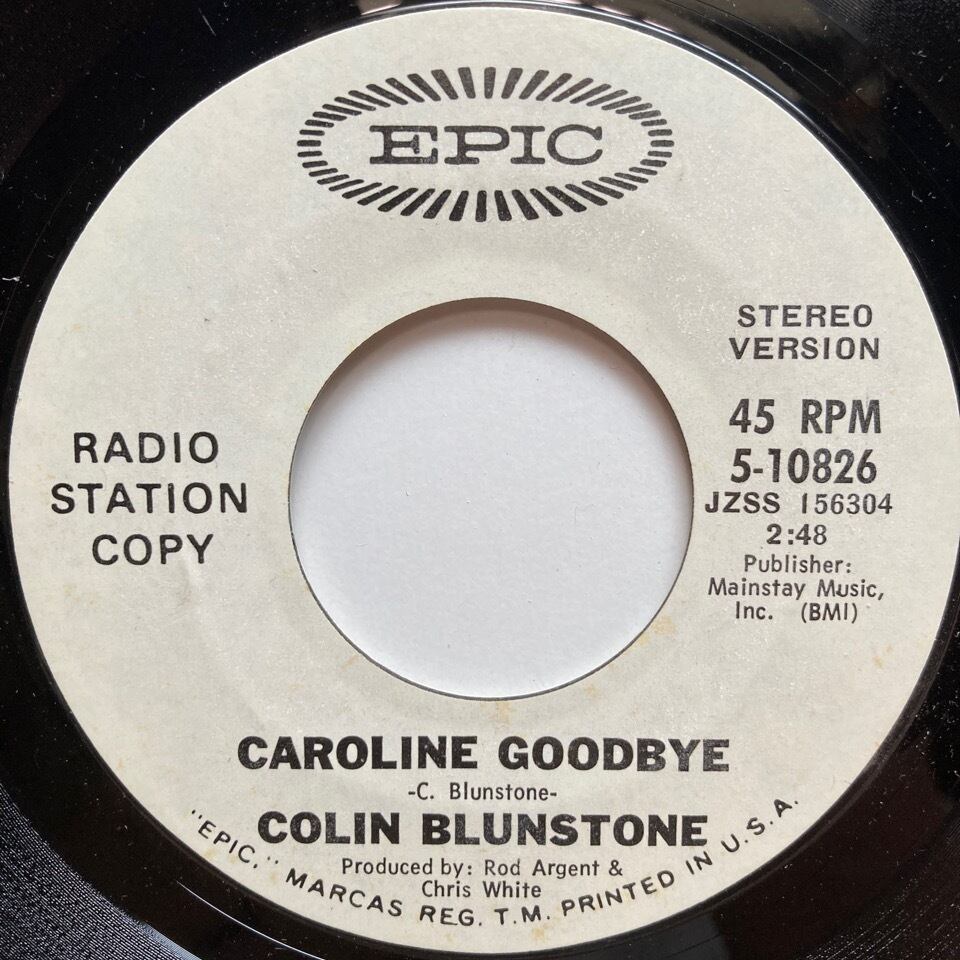 EPIC
STEREO
VERSION
RADIO
STATION
COPY
45 RPM
5-10826
JZSS 156304
2:48
Publisher:
Mainstay Music,
Inc. (BMI)
CAROLINE GOODBYE
-C. Blunstone-
COLIN BLUNSTONE
Produced by: Rod Argent &
Chris White
"EPIC," MARCAS REG. T.M. PRINTED IN U.S.A.